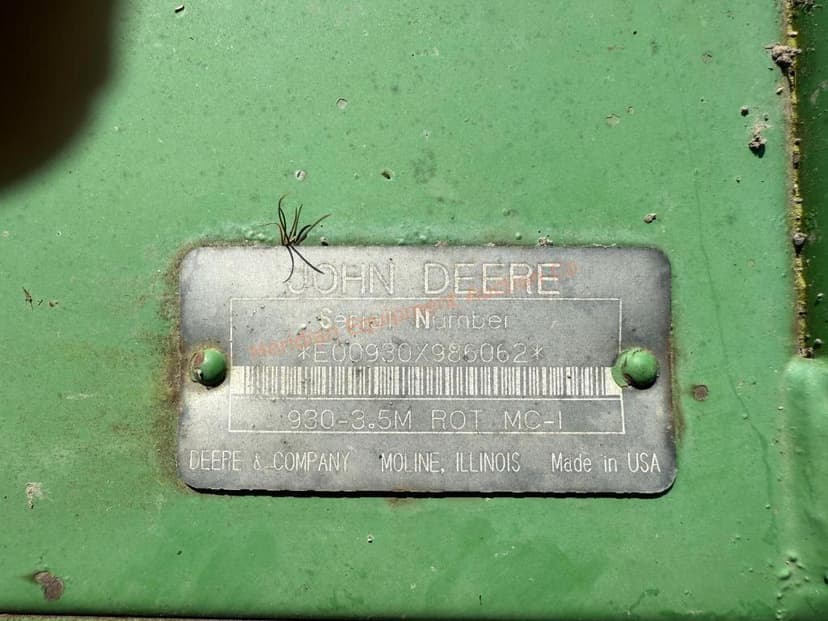 JOHN DEERE
Serial Number
*E00930X986062*
930-3.5M ROT MC-I
DEERE & COMPANY MOLINE, ILLINOIS Made in USA